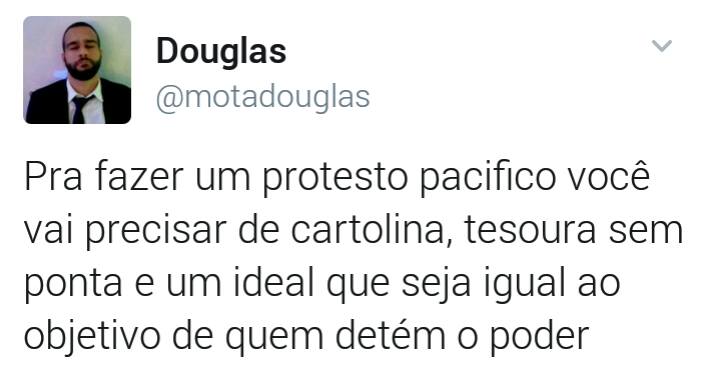 Douglas
@motadouglas
Pra fazer um protesto pacifico você
vai precisar de cartolina, tesoura sem
ponta e um ideal que seja igual ao
objetivo de quem detém o poder